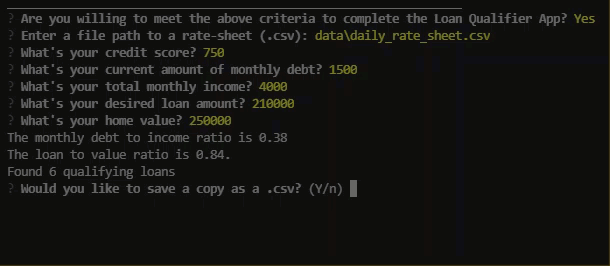 ? Are you willing to meet the above criteria to complete the Loan Qualifier App? Yes
? Enter a file path to a rate-sheet (.csv): data\daily_rate_sheet.csv
? What's your credit score? 750
? What's your current amount of monthly debt? 1500
? What's your total monthly income? 4000
? What's your desired loan amount? 210000
? What's your home value? 250000
The monthly debt to income ratio is 0.38
The loan to value ratio is 0.84.
Found 6 qualifying loans
? Would you like to save a copy as a .csv? (Y/n)